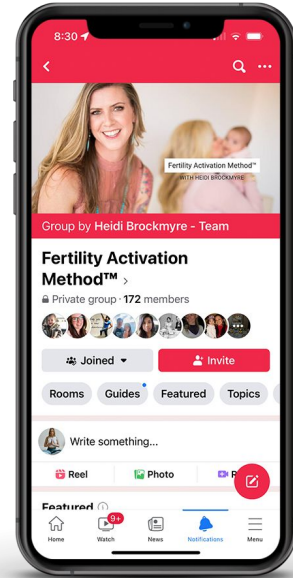 8:30
Fertility Activation Method™
WITH HEIDI BROCKMYRE
Group by Heidi Brockmyre - Team
Fertility Activation
Method™ >
Private group · 172 members
Joined
Invite
Rooms Guides Featured Topics
Write something...
Reel Photo R
Featured
9+
Home Watch News Notifications Menu